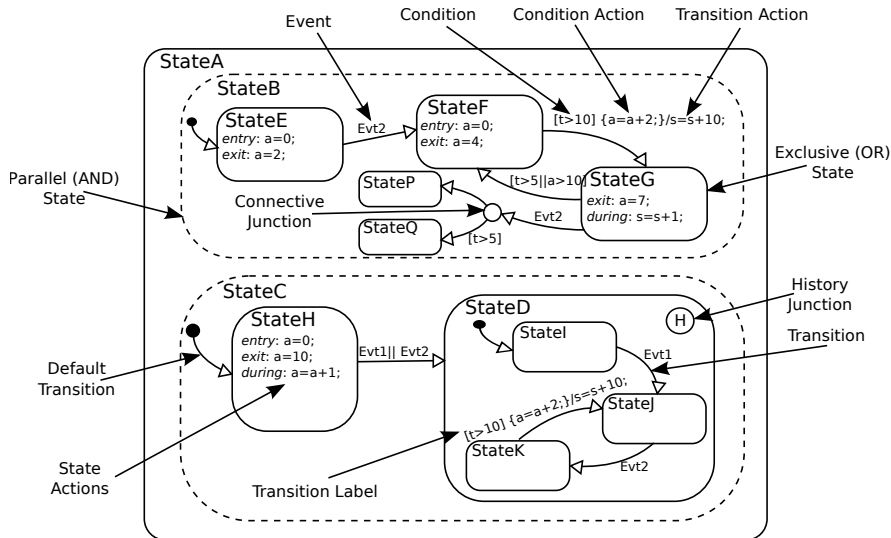 Event
Condition
Condition Action
Transition Action
StateA
StateB
StateE
entry: a=0;
exit: a=2;
Evt2
StateF
entry: a=0;
exit: a=4;
[t>10] {a=a+2;}/s=s+10;
[t>5||a>10]
StateG
exit: a=7;
during: s=s+1;
Exclusive (OR)
State
Parallel (AND)
State
Connective
Junction
StateP
StateQ
[t>5]
Evt2
StateC
StateH
entry: a=0;
exit: a=10;
during: a=a+1;
Evt1|| Evt2
StateD
StateI
H
History
Junction
Evt1
Transition
Default
Transition
[t>10] {a=a+2;}/s=s+10;
StateJ
StateK
Evt2
State
Actions
Transition Label